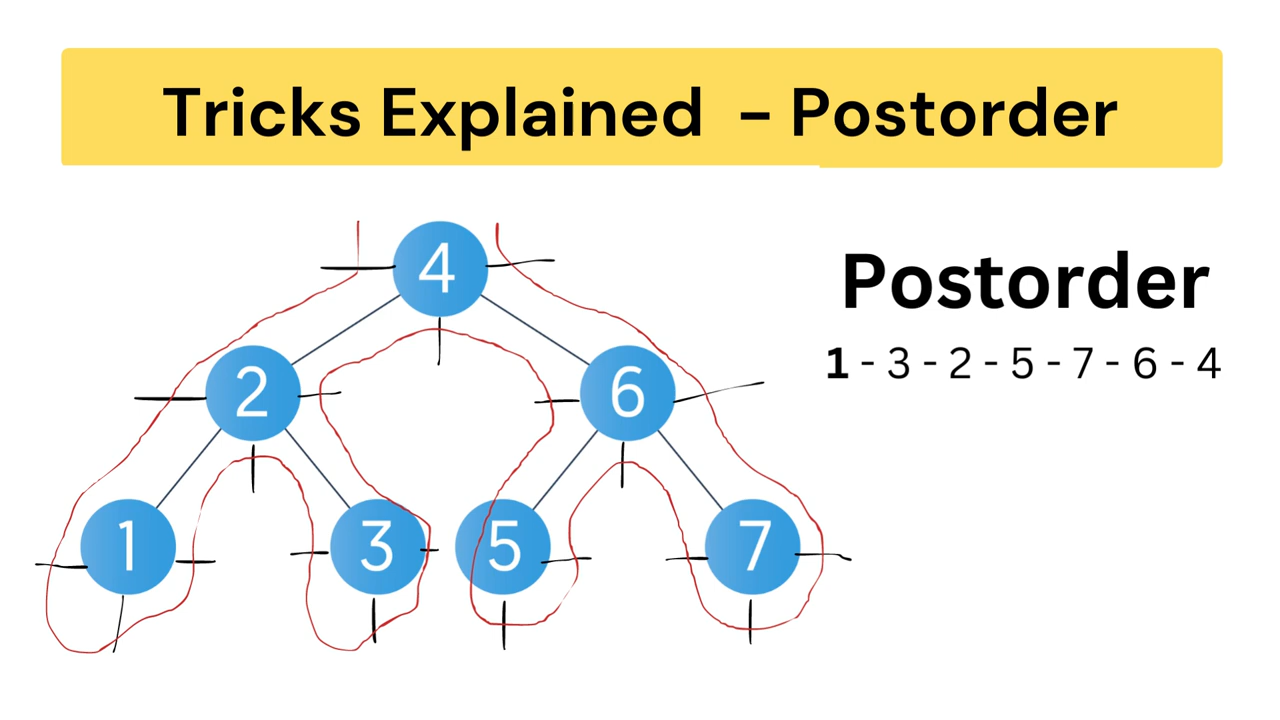 Tricks Explained – Postorder
4
2
6
1
3
5
7
Postorder
1 - 3 - 2 - 5 - 7 - 6 - 4